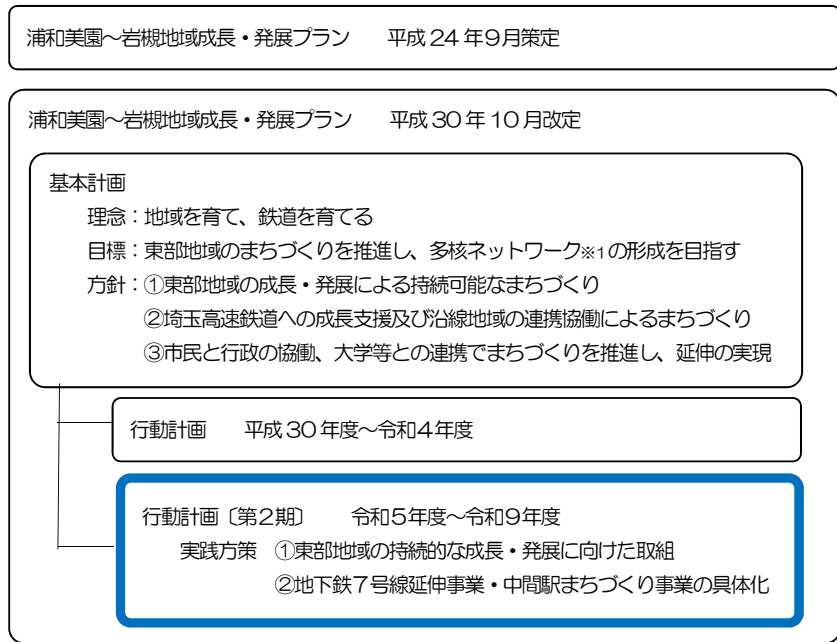 浦和美園～岩槻地域成長・発展プラン　　平成24年9月策定
浦和美園～岩槻地域成長・発展プラン　　平成30年10月改定
基本計画
理念：地域を育て、鉄道を育てる
目標：東部地域のまちづくりを推進し、多核ネットワーク※1の形成を目指す
方針：①東部地域の成長・発展による持続可能なまちづくり
②埼玉高速鉄道への成長支援及び沿線地域の連携協働によるまちづくり
③市民と行政の協働、大学等との連携でまちづくりを推進し、延伸の実現
行動計画　　平成30年度～令和4年度
行動計画〔第2期〕　　令和5年度～令和9年度
実践方策　①東部地域の持続的な成長・発展に向けた取組
②地下鉄7号線延伸事業・中間駅まちづくり事業の具体化